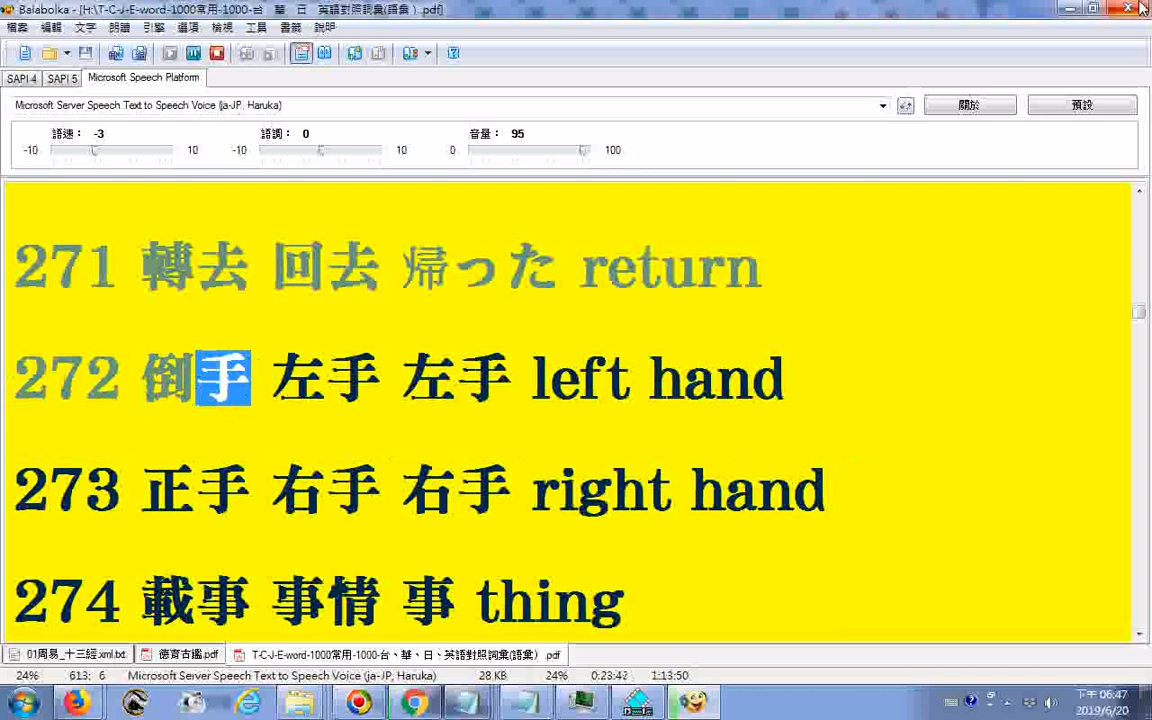 Balabolka - [H:\T-C-J-E-word-1000常用-1000-台 華 日 英語對照詞彙(語彙 ).pdf]
檔案 編輯 文字 朗讀 引擎 選項 檢視 工具 書籤 說明
SAPI 4 SAPI 5 Microsoft Speech Platform
Microsoft Server Speech Text to Speech Voice (ja-JP, Haruka) 關於 預設
語速： -3 語調： 0 音量： 95
-10 10 -10 10 0 100
271 轉去 回去 帰った return
272 倒手 左手 左手 left hand
273 正手 右手 右手 right hand
274 載事 事情 事 thing
01周易_十三經.xml.txt 德育古鑑.pdf T-C-J-E-word-1000常用-1000-台、華、日、英語對照詞彙(語彙) .pdf
24% 613: 6 Microsoft Server Speech Text to Speech Voice (ja-JP, Haruka) 28 KB 24% 0:23:42 1:13:50
下午 06:47
2019/6/20